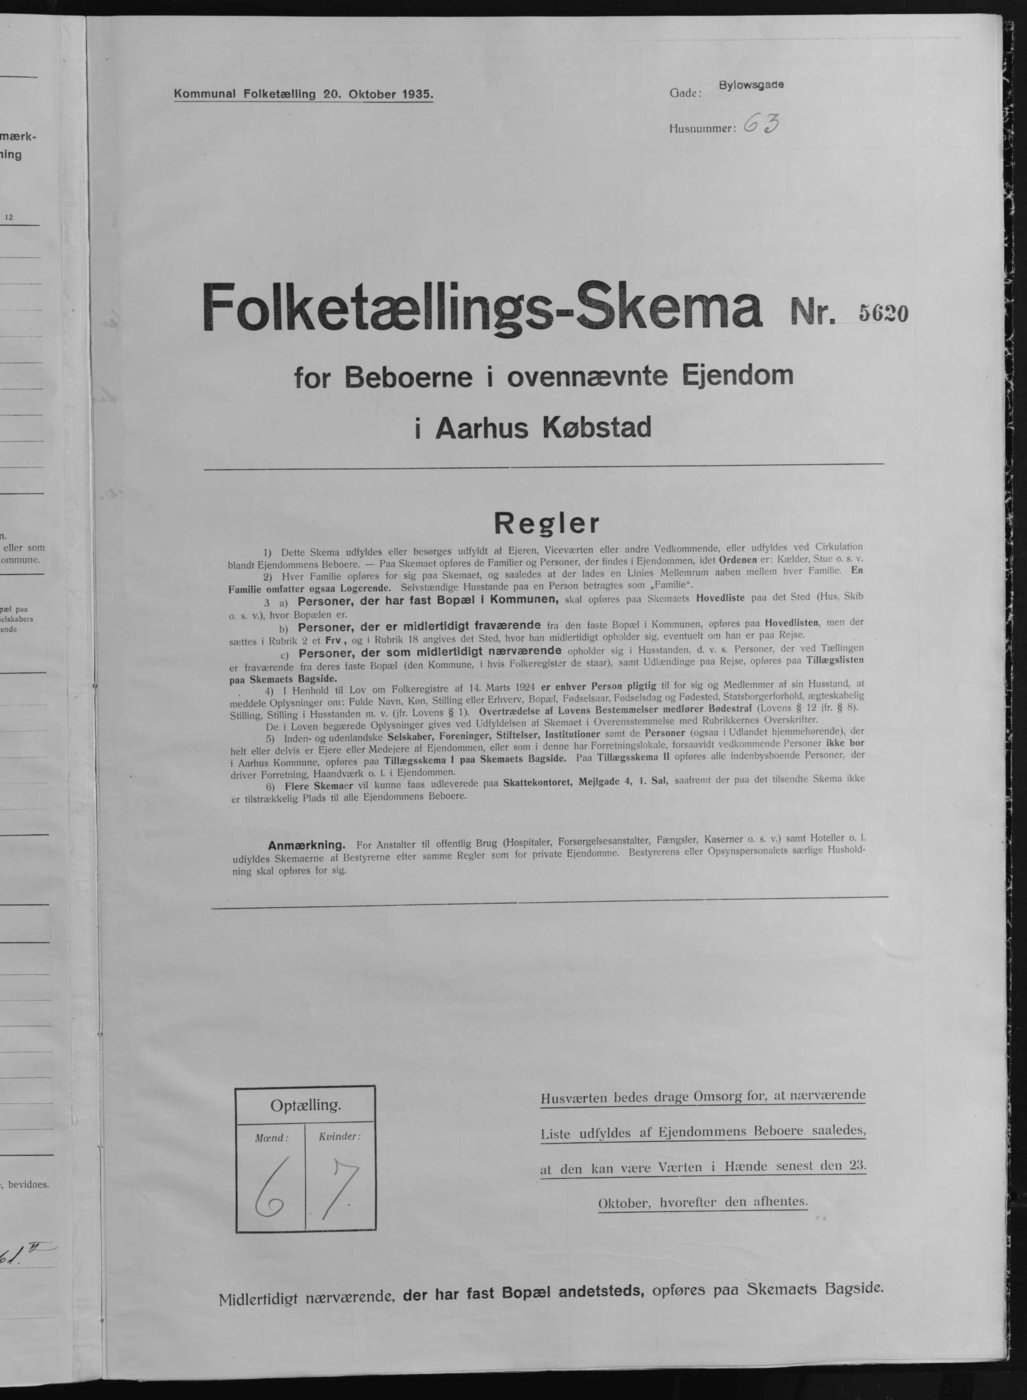 mærk-
ning
12
n.
eller som
ommune.
pæl paa
elskabers
ende
, bevidnes.
Kommunal Folketælling 20. Oktober 1935.
Gade: Bylowsgade
Husnummer: 63
Folketællings-Skema Nr. 5620
for Beboerne i ovennævnte Ejendom
i Aarhus Købstad
Regler
1) Dette Skema udfyldes eller besørges udfyldt af Ejeren, Viceværten eller andre Vedkommende, eller udfyldes ved Cirkulation
blandt Ejendommens Beboere. — Paa Skemaet opføres de Familier og Personer, der findes i Ejendommen, idet Ordenen er: Kælder, Stue o. s. v.
2) Hver Familie opføres for sig paa Skemaet, og saaledes at der lades en Linies Mellemrum aaben mellem hver Familie. En
Familie omfatter ogsaa Logerende. Selvstændige Husstande paa en Person betragtes som „Familie“.
3 a) Personer, der har fast Bopæl i Kommunen, skal opføres paa Skemaets Hovedliste paa det Sted (Hus, Skib
o. s. v.), hvor Bopælen er.
b) Personer, der er midlertidigt fraværende fra den faste Bopæl i Kommunen, opføres paa Hovedlisten, men der
sættes i Rubrik 2 et Frv., og i Rubrik 18 angives det Sted, hvor han midlertidigt opholder sig, eventuelt om han er paa Rejse.
c) Personer, der som midlertidigt nærværende opholder sig i Husstanden, d. v. s. Personer, der ved Tællingen
er fraværende fra deres faste Bopæl (den Kommune, i hvis Folkeregister de staar), samt Udlændinge paa Rejse, opføres paa Tillægslisten
paa Skemaets Bagside.
4) I Henhold til Lov om Folkeregistre af 14. Marts 1924 er enhver Person pligtig til for sig og Medlemmer af sin Husstand, at
meddele Oplysninger om: Fulde Navn, Køn, Stilling eller Erhverv, Bopæl, Fødselsaar, Fødselsdag og Fødested, Statsborgerforhold, ægteskabelig
Stilling, Stilling i Husstanden m. v. (jfr. Lovens § 1). Overtrædelse af Lovens Bestemmelser medfører Bødestraf (Lovens § 12 jfr. § 8).
De i Loven begærede Oplysninger gives ved Udfyldelsen af Skemaet i Overensstemmelse med Rubrikkernes Overskrifter.
5) Inden- og udenlandske Selskaber, Foreninger, Stiftelser, Institutioner samt de Personer (ogsaa i Udlandet hjemmehørende), der
helt eller delvis er Ejere eller Medejere af Ejendommen, eller som i denne har Forretningslokale, forsaavidt vedkommende Personer ikke bor
i Aarhus Kommune, opføres paa Tillægsskema I paa Skemaets Bagside. Paa Tillægsskema II opføres alle indenbysboende Personer, der
driver Forretning, Haandværk o. l. i Ejendommen.
6) Flere Skemaer vil kunne faas udleverede paa Skattekontoret, Mejlgade 4, 1. Sal, saafremt der paa det tilsendte Skema ikke
er tilstrækkelig Plads til alle Ejendommens Beboere.
Anmærkning. For Anstalter til offentlig Brug (Hospitaler, Forsørgelsesanstalter, Fængsler, Kaserner o. s. v.) samt Hoteller o. l.
udfyldes Skemaerne af Bestyrerne efter samme Regler som for private Ejendomme. Bestyrerens eller Opsynspersonalets særlige Hushold-
ning skal opføres for sig.
Optælling.
Mænd: Kvinder:
6 7
Husværten bedes drage Omsorg for, at nærværende
Liste udfyldes af Ejendommens Beboere saaledes,
at den kan være Værten i Hænde senest den 23.
Oktober, hvorefter den afhentes.
Midlertidigt nærværende, der har fast Bopæl andetsteds, opføres paa Skemaets Bagside.